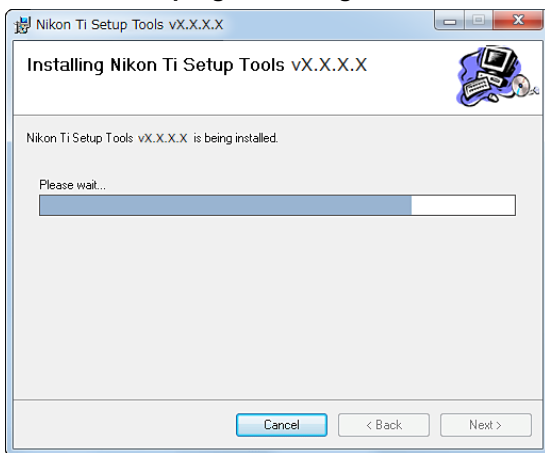 Nikon Ti Setup Tools vX.X.X.X
Installing Nikon Ti Setup Tools vX.X.X.X
Nikon Ti Setup Tools vX.X.X.X is being installed.
Please wait...
Cancel
< Back
Next >